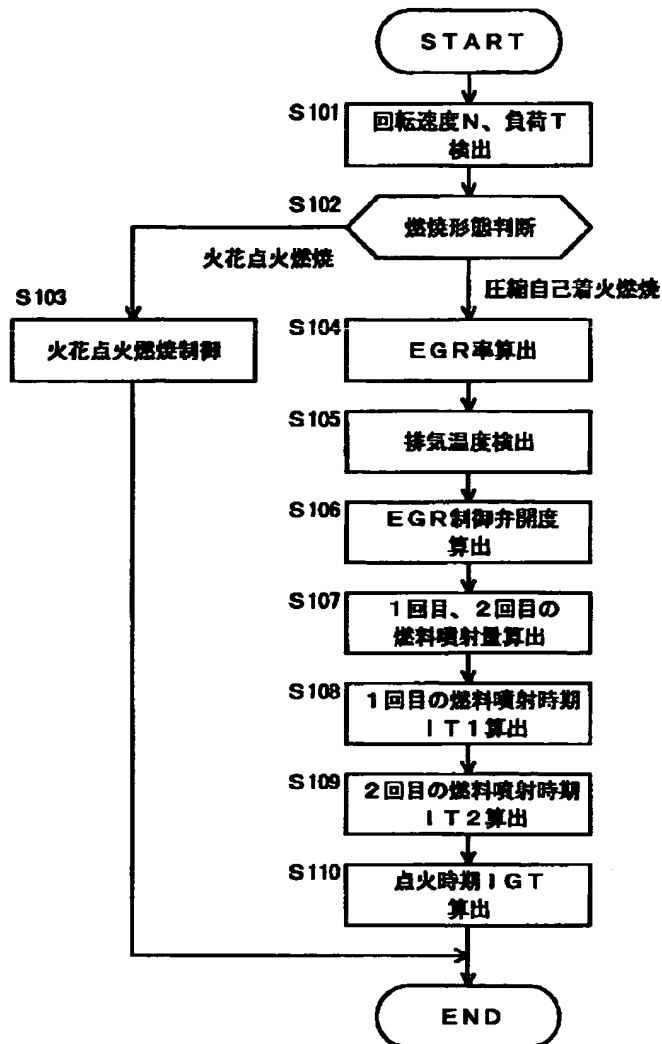 START
S101
回転速度N、負荷T
検出
S102
燃焼形態判断
火花点火燃焼
圧縮自己着火燃焼
S103
火花点火燃焼制御
S104
EGR率算出
S105
排気温度検出
S106
EGR制御弁開度
算出
S107
1回目、2回目の
燃料噴射量算出
S108
1回目の燃料噴射時期
IT1算出
S109
2回目の燃料噴射時期
IT2算出
S110
点火時期IGT
算出
END